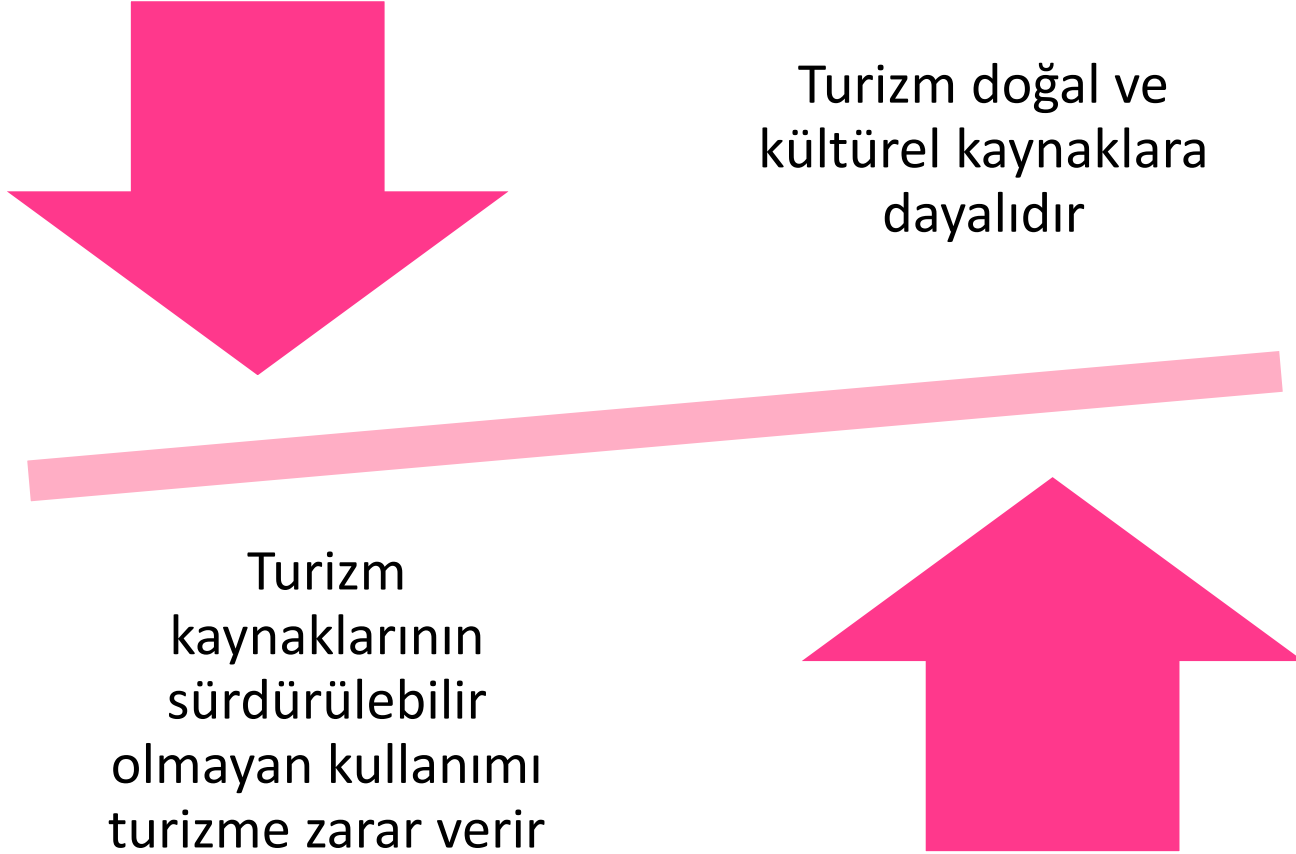 Turizm doğal ve
kültürel kaynaklara
dayalıdır
Turizm
kaynaklarının
sürdürülebilir
olmayan kullanımı
turizme zarar verir